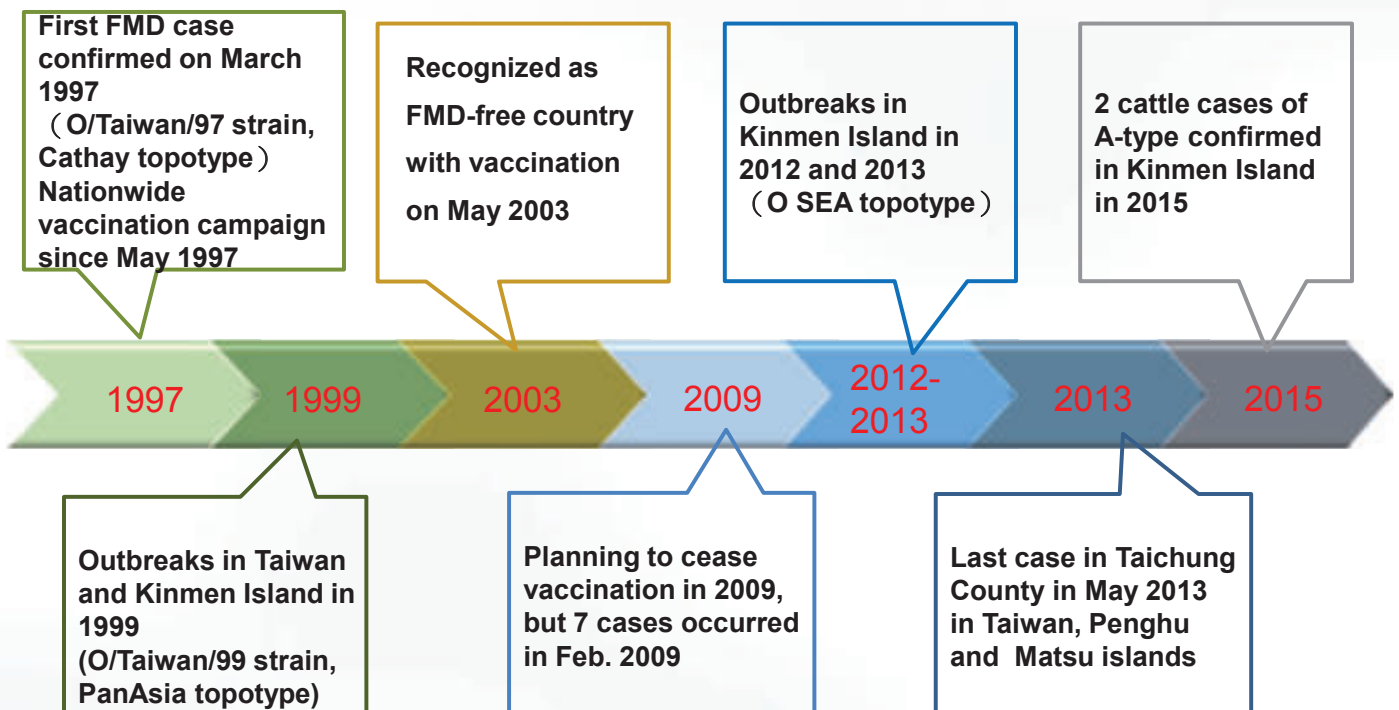 First FMD case
confirmed on March
1997
（O/Taiwan/97 strain,
Cathay topotype）
Nationwide
vaccination campaign
since May 1997
Recognized as
FMD-free country
with vaccination
on May 2003
Outbreaks in
Kinmen Island in
2012 and 2013
（O SEA topotype）
2 cattle cases of
A-type confirmed
in Kinmen Island
in 2015
1997
1999
2003
2009
2012-
2013
2013
2015
Outbreaks in Taiwan
and Kinmen Island in
1999
(O/Taiwan/99 strain,
PanAsia topotype)
Planning to cease
vaccination in 2009,
but 7 cases occurred
in Feb. 2009
Last case in Taichung
County in May 2013
in Taiwan, Penghu
and Matsu islands